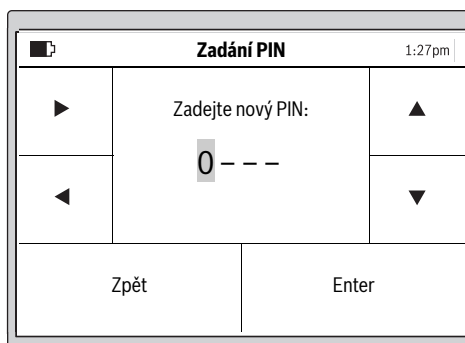 Zadání PIN 1:27pm
Zadejte nový PIN:
0 – – –
Zpět Enter